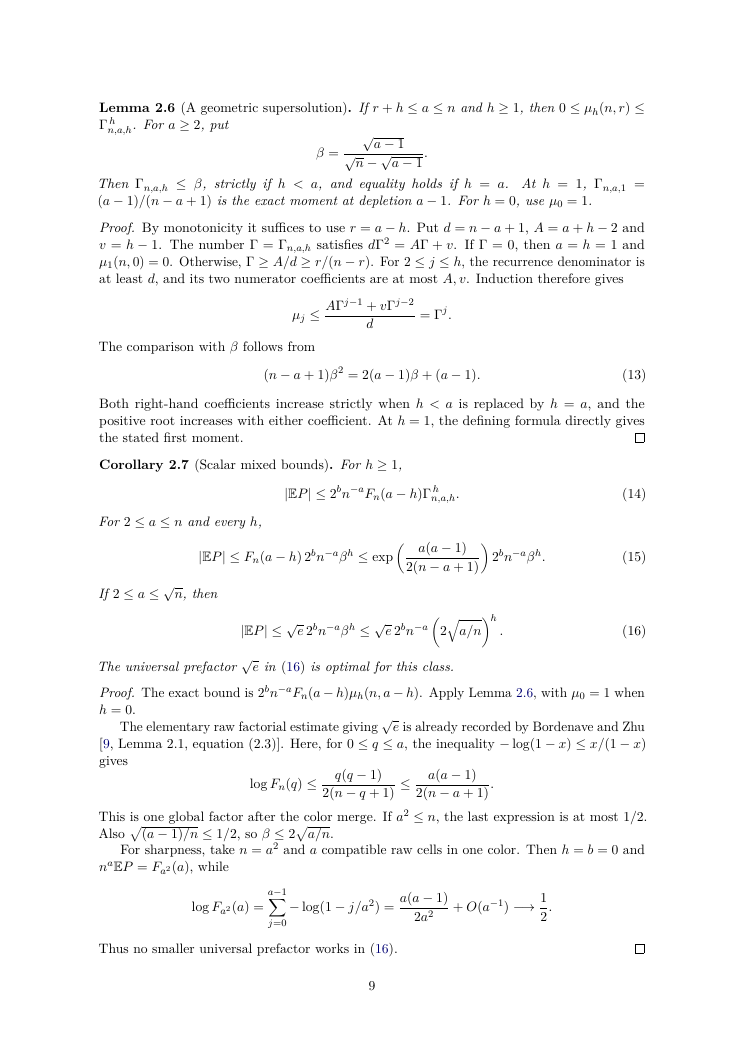 Lemma 2.6 (A geometric supersolution). If r + h ≤ a ≤ n and h ≥ 1, then 0 ≤ μ_h(n, r) ≤
Γ^h_{n,a,h}. For a ≥ 2, put
β = √(a − 1) / (√n − √(a − 1)).
Then Γ_{n,a,h} ≤ β, strictly if h < a, and equality holds if h = a. At h = 1, Γ_{n,a,1} =
(a − 1)/(n − a + 1) is the exact moment at depletion a − 1. For h = 0, use μ_0 = 1.
Proof. By monotonicity it suffices to use r = a − h. Put d = n − a + 1, A = a + h − 2 and
v = h − 1. The number Γ = Γ_{n,a,h} satisfies dΓ² = AΓ + v. If Γ = 0, then a = h = 1 and
μ_1(n, 0) = 0. Otherwise, Γ ≥ A/d ≥ r/(n − r). For 2 ≤ j ≤ h, the recurrence denominator is
at least d, and its two numerator coefficients are at most A, v. Induction therefore gives
μ_j ≤ (AΓ^{j−1} + vΓ^{j−2}) / d = Γ^j.
The comparison with β follows from
(n − a + 1)β² = 2(a − 1)β + (a − 1). (13)
Both right-hand coefficients increase strictly when h < a is replaced by h = a, and the
positive root increases with either coefficient. At h = 1, the defining formula directly gives
the stated first moment. □
Corollary 2.7 (Scalar mixed bounds). For h ≥ 1,
|𝔼P| ≤ 2^b n^{−a} F_n(a − h)Γ^h_{n,a,h}. (14)
For 2 ≤ a ≤ n and every h,
|𝔼P| ≤ F_n(a − h) 2^b n^{−a} β^h ≤ exp( a(a − 1) / (2(n − a + 1)) ) 2^b n^{−a} β^h. (15)
If 2 ≤ a ≤ √n, then
|𝔼P| ≤ √e 2^b n^{−a} β^h ≤ √e 2^b n^{−a} (2√(a/n))^h. (16)
The universal prefactor √e in (16) is optimal for this class.
Proof. The exact bound is 2^b n^{−a} F_n(a − h)μ_h(n, a − h). Apply Lemma 2.6, with μ_0 = 1 when
h = 0.
The elementary raw factorial estimate giving √e is already recorded by Bordenave and Zhu
[9, Lemma 2.1, equation (2.3)]. Here, for 0 ≤ q ≤ a, the inequality − log(1 − x) ≤ x/(1 − x)
gives
log F_n(q) ≤ q(q − 1) / (2(n − q + 1)) ≤ a(a − 1) / (2(n − a + 1)).
This is one global factor after the color merge. If a² ≤ n, the last expression is at most 1/2.
Also √((a − 1)/n) ≤ 1/2, so β ≤ 2√(a/n).
For sharpness, take n = a² and a compatible raw cells in one color. Then h = b = 0 and
n^a 𝔼P = F_{a²}(a), while
log F_{a²}(a) = ∑_{j=0}^{a−1} − log(1 − j/a²) = a(a − 1) / (2a²) + O(a^{−1}) ⟶ 1/2.
Thus no smaller universal prefactor works in (16). □
9